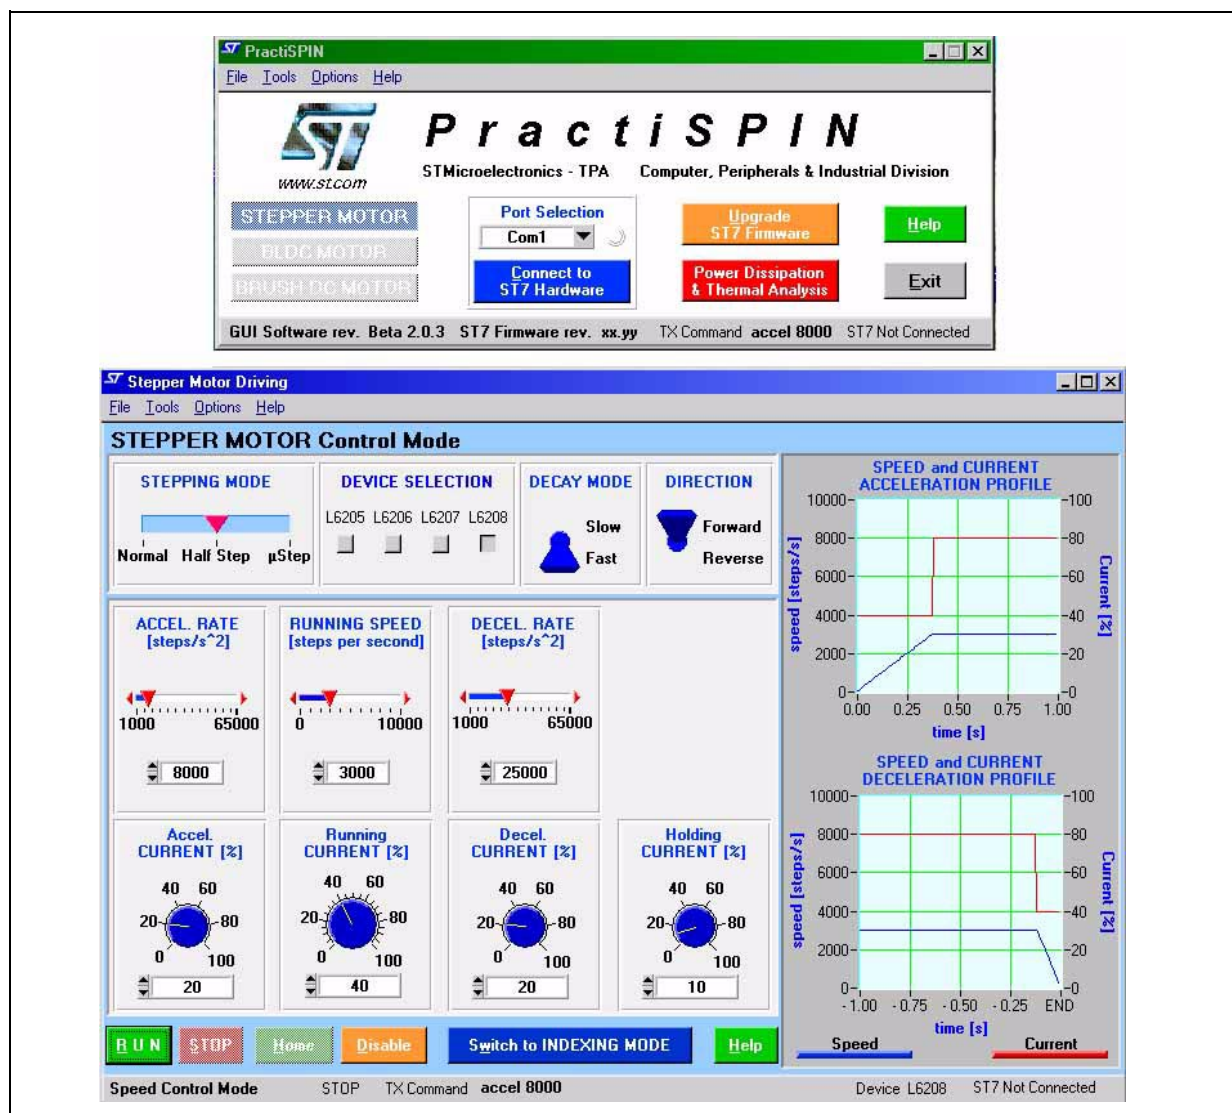 PractiSPIN
File Tools Options Help
ST
PractiSPIN
www.st.com
STMicroelectronics - TPA Computer, Peripherals & Industrial Division
STEPPER MOTOR
BLDC MOTOR
BRUSH DC MOTOR
Port Selection
Com1
Connect to
ST7 Hardware
Upgrade
ST7 Firmware
Power Dissipation
& Thermal Analysis
Help
Exit
GUI Software rev. Beta 2.0.3 ST7 Firmware rev. xx.yy TX Command accel 8000 ST7 Not Connected
Stepper Motor Driving
File Tools Options Help
STEPPER MOTOR Control Mode
STEPPING MODE
Normal Half Step µStep
DEVICE SELECTION
L6205 L6206 L6207 L6208
DECAY MODE
Slow
Fast
DIRECTION
Forward
Reverse
ACCEL. RATE
[steps/s^2]
1000 65000
8000
RUNNING SPEED
[steps per second]
0 10000
3000
DECEL. RATE
[steps/s^2]
1000 65000
25000
Accel.
CURRENT [%]
40 60
20 80
0 100
20
Running
CURRENT [%]
40 60
20 80
0 100
40
Decel.
CURRENT [%]
40 60
20 80
0 100
20
Holding
CURRENT [%]
40 60
20 80
0 100
10
SPEED and CURRENT
ACCELERATION PROFILE
speed [steps/s]
10000
8000
6000
4000
2000
0
100
80
60
40
20
0
Current [%]
0.00 0.25 0.50 0.75 1.00
time [s]
SPEED and CURRENT
DECELERATION PROFILE
speed [steps/s]
10000
8000
6000
4000
2000
0
100
80
60
40
20
0
Current [%]
-1.00 -0.75 -0.50 -0.25 END
time [s]
Speed Current
RUN STOP Home Disable Switch to INDEXING MODE Help
Speed Control Mode STOP TX Command accel 8000 Device L6208 ST7 Not Connected